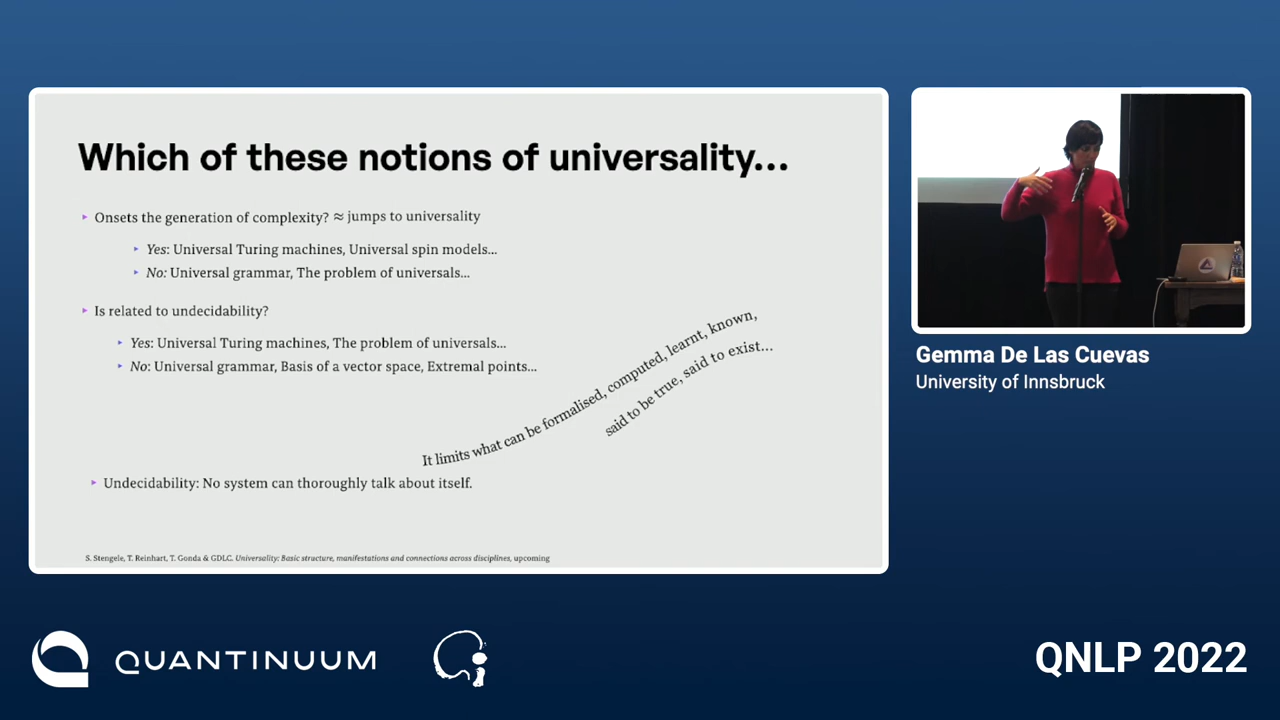 Which of these notions of universality...
▸ Onsets the generation of complexity? ≈ jumps to universality
▸ Yes: Universal Turing machines, Universal spin models...
▸ No: Universal grammar, The problem of universals...
▸ Is related to undecidability?
▸ Yes: Universal Turing machines, The problem of universals...
▸ No: Universal grammar, Basis of a vector space, Extremal points...
It limits what can be formalised, computed, learnt, known,
said to be true, said to exist...
▸ Undecidability: No system can thoroughly talk about itself.
S. Stengele, T. Reinhart, T. Gonda & GDLC. Universality: Basic structure, manifestations and connections across disciplines, upcoming
Gemma De Las Cuevas
University of Innsbruck
QUANTINUUM
QNLP 2022